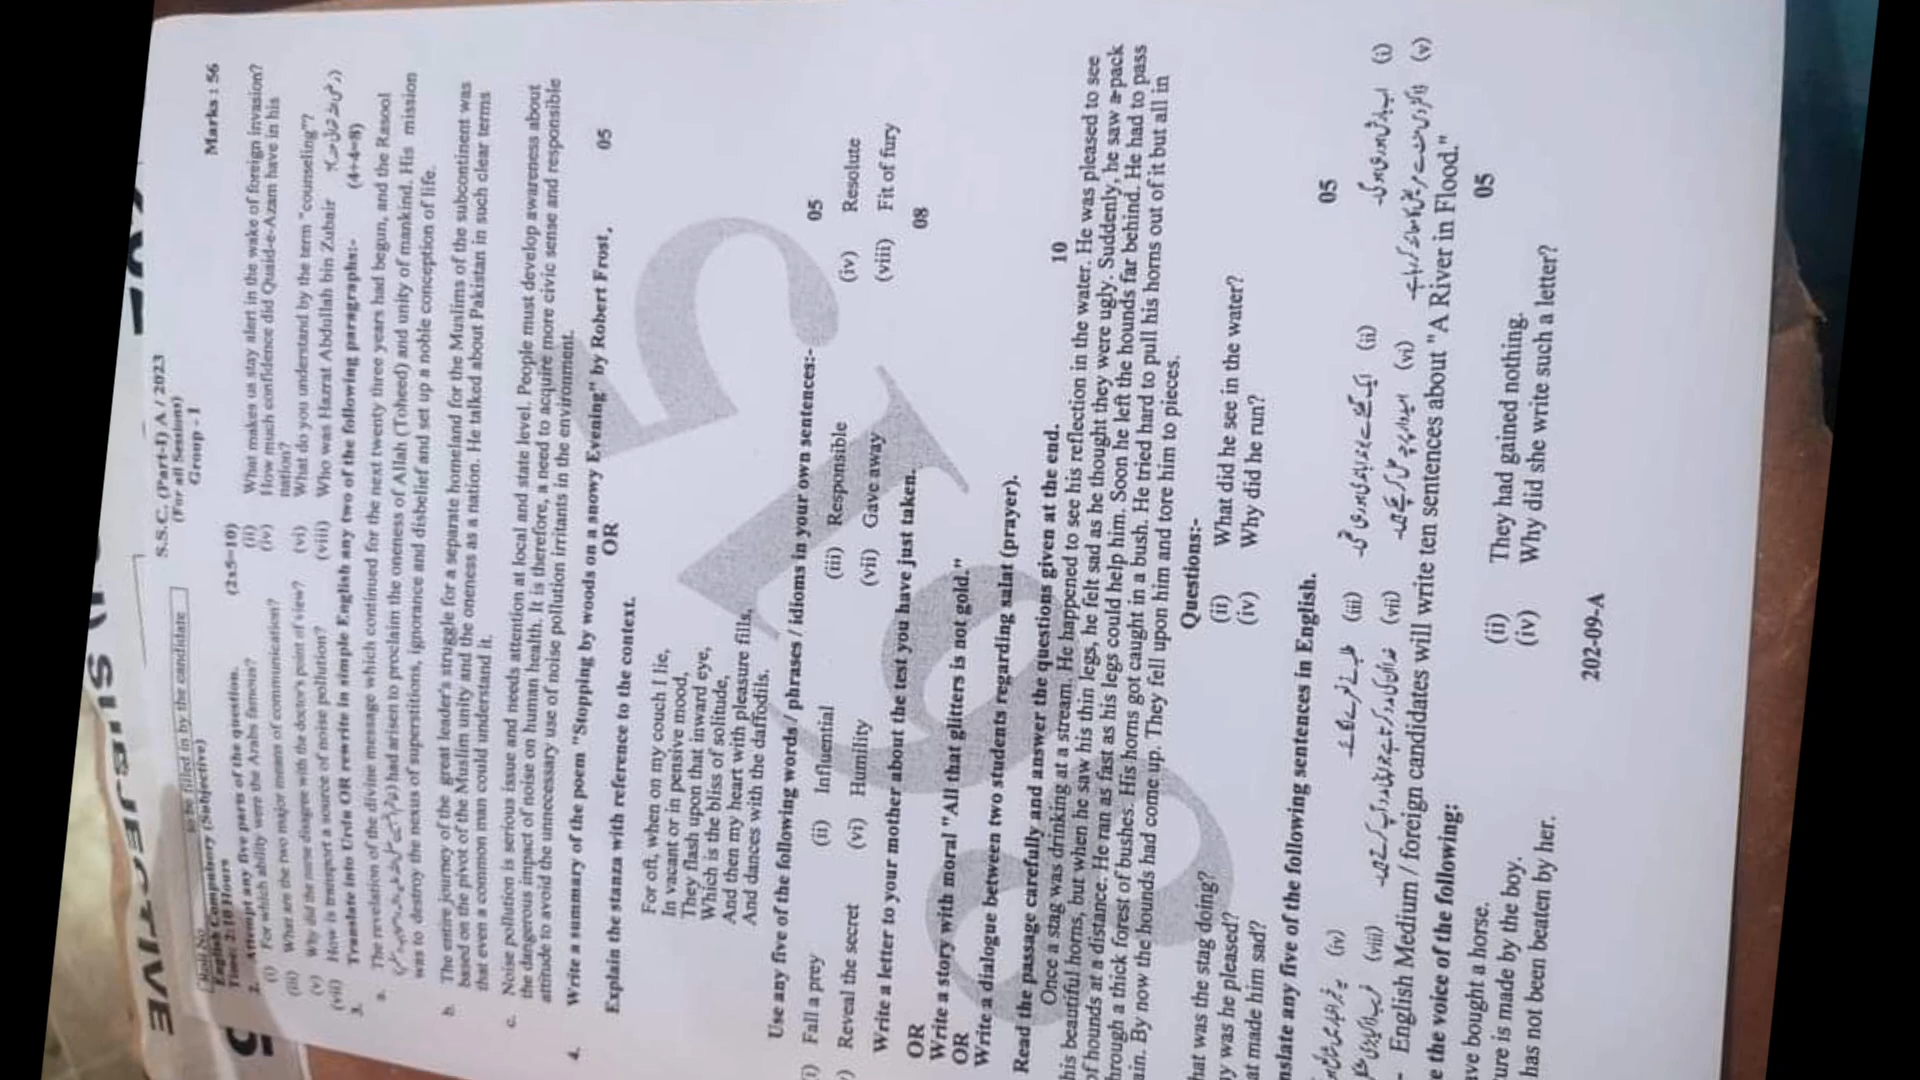 S.S.C. (Part-I) A / 2023
(For all Sessions)
Group - I
Marks : 56
to be filled in by the candidate
Roll No
English Compulsory (Subjective)
Time: 2:10 Hours
2. Attempt any five parts of the question. (2x5=10)
(i) For which ability were the Arabs famous? (ii) What makes us stay alert in the wake of foreign invasion?
(iii) What are the two major means of communication? (iv) How much confidence did Quaid-e-Azam have in his
nation?
(v) Why did the nurse disagree with the doctor's point of view? (vi) What do you understand by the term "counseling"?
(vii) How is transport a source of noise pollution? (viii) Who was Hazrat Abdullah bin Zubair
3. Translate into Urdu OR rewrite in simple English any two of the following paragraphs:- (4+4=8)
a. The revelation of the divine message which continued for the next twenty three years had begun, and the Rasool
had arisen to proclaim the oneness of Allah (Toheed) and unity of mankind. His mission
was to destroy the nexus of superstitions, ignorance and disbelief and set up a noble conception of life.
b. The entire journey of the great leader's struggle for a separate homeland for the Muslims of the subcontinent was
based on the pivot of the Muslim unity and the oneness as a nation. He talked about Pakistan in such clear terms
that even a common man could understand it.
c. Noise pollution is serious issue and needs attention at local and state level. People must develop awareness about
the dangerous impact of noise on human health. It is therefore, a need to acquire more civic sense and responsible
attitude to avoid the unnecessary use of noise pollution irritants in the environment.
4. Write a summary of the poem "Stopping by woods on a snowy Evening" by Robert Frost, 05
OR
Explain the stanza with reference to the context.
For oft, when on my couch I lie,
In vacant or in pensive mood,
They flash upon that inward eye,
Which is the bliss of solitude,
And then my heart with pleasure fills,
And dances with the daffodils.
Use any five of the following words / phrases / idioms in your own sentences:- 05
(i) Fall a prey (ii) Influential (iii) Responsible (iv) Resolute
Reveal the secret (vi) Humility (vii) Gave away (viii) Fit of fury
Write a letter to your mother about the test you have just taken. 08
OR
Write a story with moral "All that glitters is not gold."
OR
Write a dialogue between two students regarding salat (prayer).
Read the passage carefully and answer the questions given at the end. 10
Once a stag was drinking at a stream. He happened to see his reflection in the water. He was pleased to see
his beautiful horns, but when he saw his thin legs, he felt sad as he thought they were ugly. Suddenly, he saw a pack
of hounds at a distance. He ran as fast as his legs could help him. Soon he left the hounds far behind. He had to pass
through a thick forest of bushes. His horns got caught in a bush. He tried hard to pull his horns out of it but all in
ain. By now the hounds had come up. They fell upon him and tore him to pieces.
Questions:-
hat was the stag doing? (ii) What did he see in the water?
y was he pleased? (iv) Why did he run?
at made him sad?
nslate any five of the following sentences in English. 05
(i) (ii) (iii) (iv)
(v) (vi) (vii) (viii)
- English Medium / foreign candidates will write ten sentences about "A River in Flood."
e the voice of the following: 05
ave bought a horse. (ii) They had gained nothing.
ure is made by the boy. (iv) Why did she write such a letter?
has not been beaten by her.
202-09-A